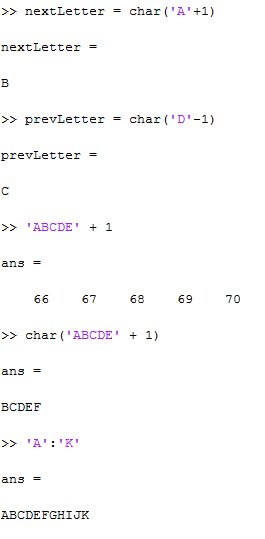 >> nextLetter = char('A'+1)
nextLetter =
B
>> prevLetter = char('D'-1)
prevLetter =
C
>> 'ABCDE' + 1
ans =
66    67    68    69    70
>> char('ABCDE' + 1)
ans =
BCDEF
>> 'A':'K'
ans =
ABCDEFGHIJK